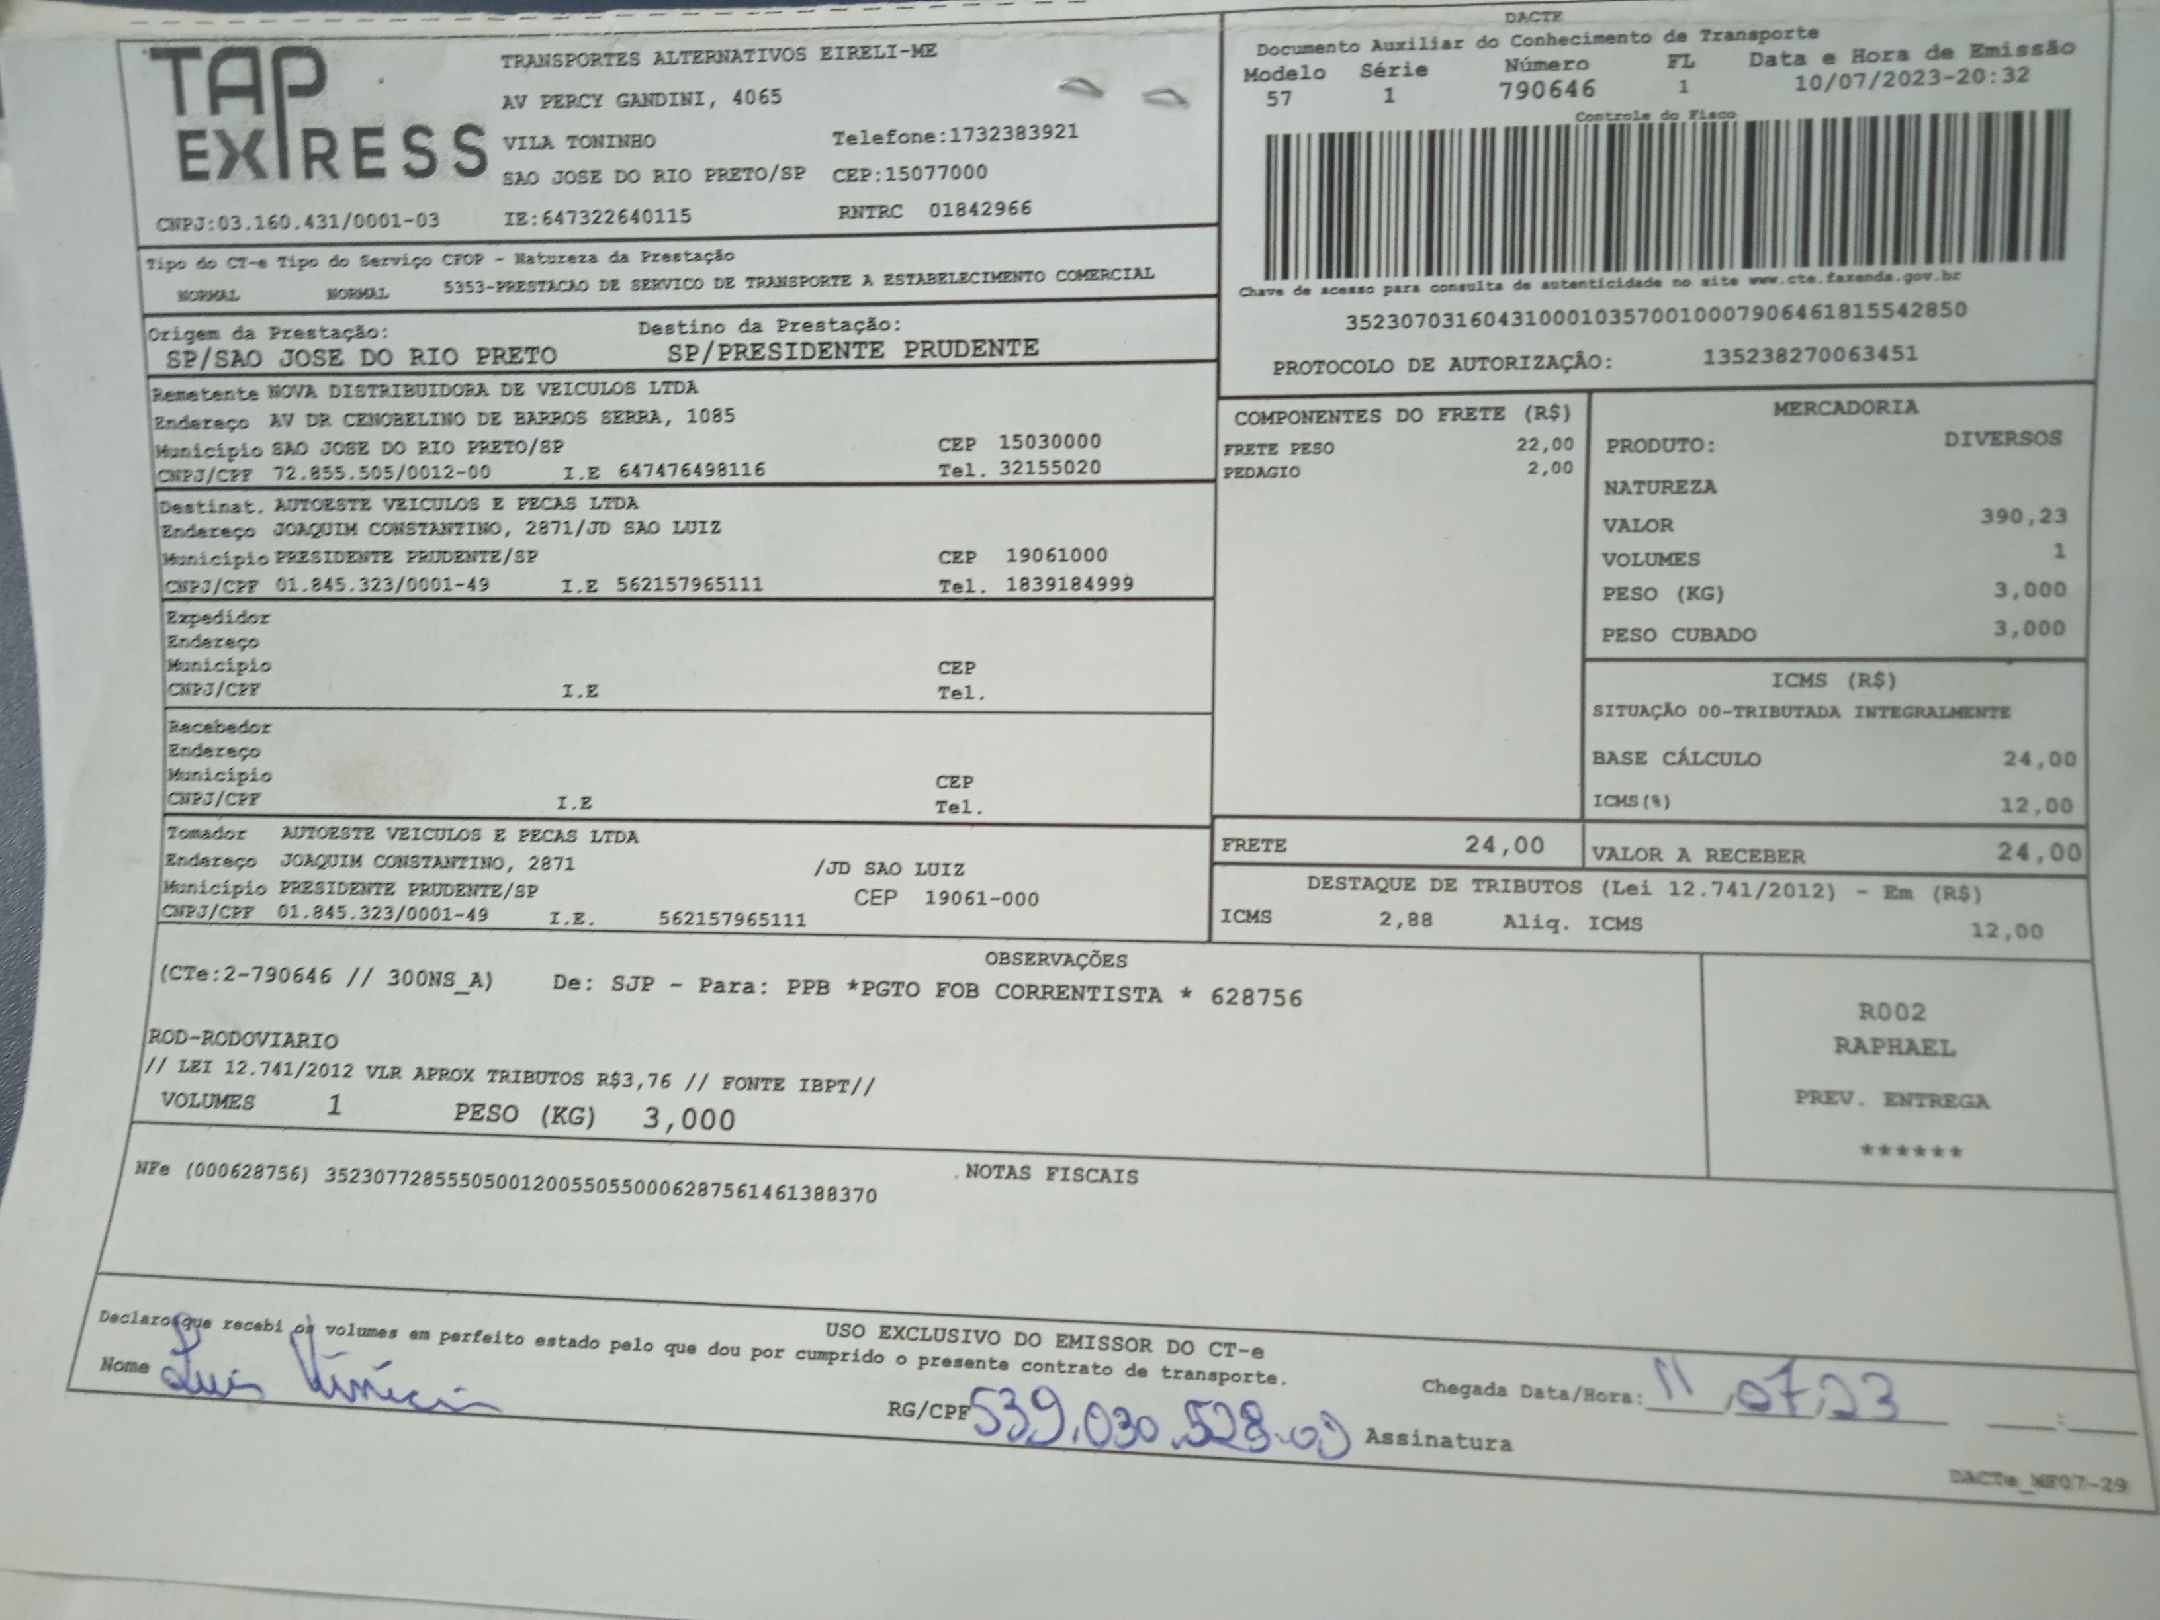 TAP EXPRESS
TRANSPORTES ALTERNATIVOS EIRELI-ME
AV PERCY GANDINI, 4065
VILA TONINHO Telefone:1732383921
SAO JOSE DO RIO PRETO/SP CEP:15077000
CNPJ:03.160.431/0001-03 IE:647322640115 RNTRC 01842966
DACTE
Documento Auxiliar do Conhecimento de Transporte
Modelo Série Número FL Data e Hora de Emissão
57 1 790646 1 10/07/2023-20:32
Controle do Fisco
Chave de acesso para consulta de autenticidade no site www.cte.fazenda.gov.br
35230703160431000103570010007906461815542850
PROTOCOLO DE AUTORIZAÇÂO: 135238270063451
Tipo do CT-e Tipo do Serviço CFOP - Natureza da Prestação
NORMAL NORMAL 5353-PRESTACAO DE SERVICO DE TRANSPORTE A ESTABELECIMENTO COMERCIAL
Origem da Prestação: Destino da Prestação:
SP/SAO JOSE DO RIO PRETO SP/PRESIDENTE PRUDENTE
Remetente NOVA DISTRIBUIDORA DE VEICULOS LTDA
Endereço AV DR CENOBELINO DE BARROS SERRA, 1085
Município SAO JOSE DO RIO PRETO/SP CEP 15030000
CNPJ/CPF 72.855.505/0012-00 I.E 647476498116 Tel. 32155020
Destinat. AUTOESTE VEICULOS E PECAS LTDA
Endereço JOAQUIM CONSTANTINO, 2871/JD SAO LUIZ
Município PRESIDENTE PRUDENTE/SP CEP 19061000
CNPJ/CPF 01.845.323/0001-49 I.E 562157965111 Tel. 1839184999
Expedidor
Endereço
Município CEP
CNPJ/CPF I.E Tel.
Recebedor
Endereço
Município CEP
CNPJ/CPF I.E Tel.
Tomador AUTOESTE VEICULOS E PECAS LTDA
Endereço JOAQUIM CONSTANTINO, 2871 /JD SAO LUIZ
Município PRESIDENTE PRUDENTE/SP CEP 19061-000
CNPJ/CPF 01.845.323/0001-49 I.E. 562157965111
COMPONENTES DO FRETE (R$)
FRETE PESO 22,00
PEDAGIO 2,00
MERCADORIA
PRODUTO: DIVERSOS
NATUREZA
VALOR 390,23
VOLUMES 1
PESO (KG) 3,000
PESO CUBADO 3,000
ICMS (R$)
SITUAÇÃO 00-TRIBUTADA INTEGRALMENTE
BASE CÁLCULO 24,00
ICMS(%) 12,00
FRETE 24,00 VALOR A RECEBER 24,00
DESTAQUE DE TRIBUTOS (Lei 12.741/2012) - Em (R$)
ICMS 2,88 Aliq. ICMS 12,00
OBSERVAÇÕES
(CTe:2-790646 // 300NS_A) De: SJP - Para: PPB *PGTO FOB CORRENTISTA * 628756
ROD-RODOVIARIO
// LEI 12.741/2012 VLR APROX TRIBUTOS R$3,76 // FONTE IBPT//
VOLUMES 1 PESO (KG) 3,000
R002
RAPHAEL
PREV. ENTREGA
******
.NOTAS FISCAIS
NFe (000628756) 35230772855505001200550550006287561461388370
USO EXCLUSIVO DO EMISSOR DO CT-e
Declaro que recebi os volumes em perfeito estado pelo que dou por cumprido o presente contrato de transporte.
Nome Luis Vinicius RG/CPF 539.030.528-09 Assinatura Chegada Data/Hora: 11.07.23 :
DACTe_MF07-29